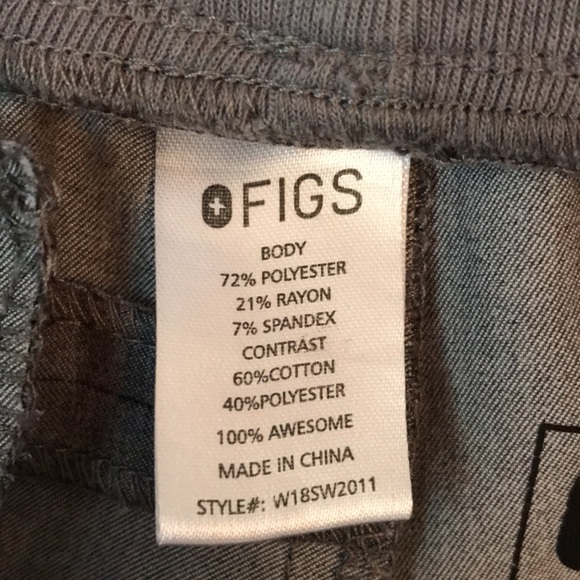 FIGS
BODY
72% POLYESTER
21% RAYON
7% SPANDEX
CONTRAST
60%COTTON
40%POLYESTER
100% AWESOME
MADE IN CHINA
STYLE#: W18SW2011